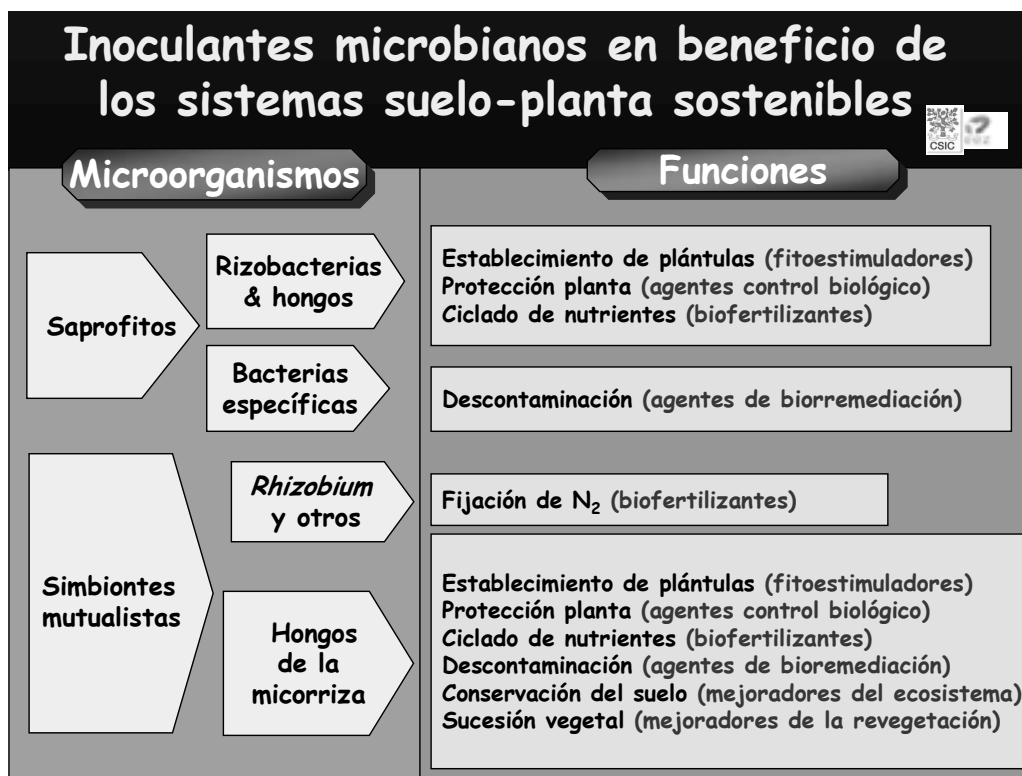 Inoculantes microbianos en beneficio de
los sistemas suelo-planta sostenibles
CSIC
Microorganismos
Funciones
Saprofitos
Rizobacterias
& hongos
Establecimiento de plántulas (fitoestimuladores)
Protección planta (agentes control biológico)
Ciclado de nutrientes (biofertilizantes)
Bacterias
específicas
Descontaminación (agentes de biorremediación)
Simbiontes
mutualistas
Rhizobium
y otros
Fijación de N₂ (biofertilizantes)
Hongos
de la
micorriza
Establecimiento de plántulas (fitoestimuladores)
Protección planta (agentes control biológico)
Ciclado de nutrientes (biofertilizantes)
Descontaminación (agentes de bioremediación)
Conservación del suelo (mejoradores del ecosistema)
Sucesión vegetal (mejoradores de la revegetación)